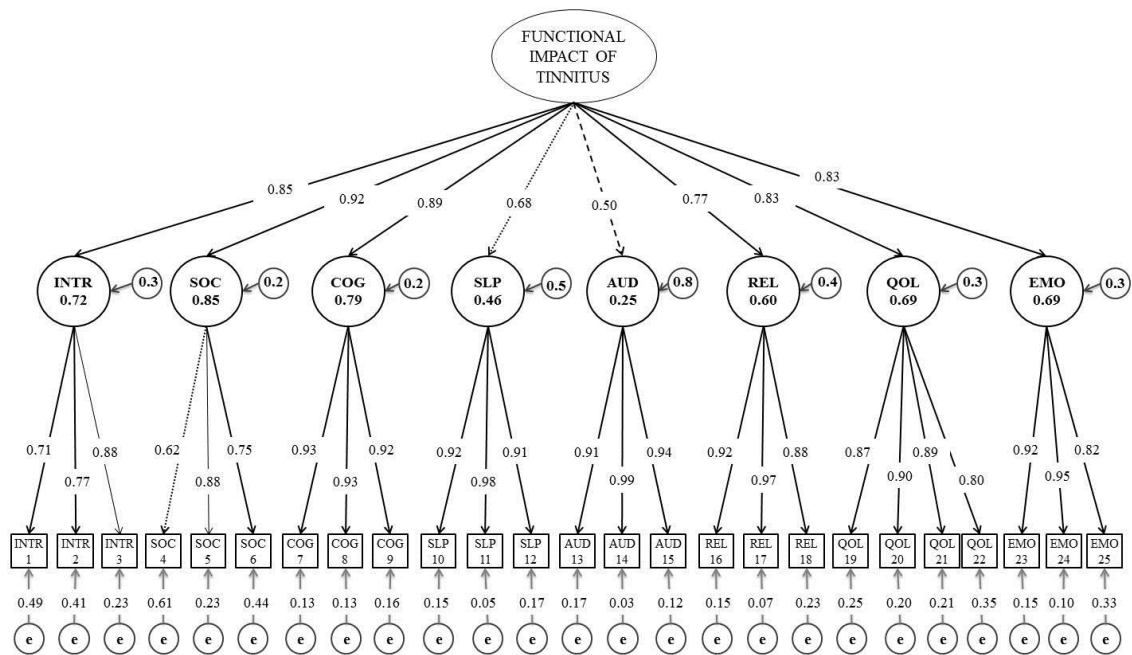 FUNCTIONAL
IMPACT OF
TINNITUS
0.85
0.92
0.89
0.68
0.50
0.77
0.83
0.83
INTR
0.72
0.3
SOC
0.85
0.2
COG
0.79
0.2
SLP
0.46
0.5
AUD
0.25
0.8
REL
0.60
0.4
QOL
0.69
0.3
EMO
0.69
0.3
0.71
0.77
0.88
0.62
0.88
0.75
0.93
0.93
0.92
0.92
0.98
0.91
0.91
0.99
0.94
0.92
0.97
0.88
0.87
0.90
0.89
0.80
0.92
0.95
0.82
INTR
1
INTR
2
INTR
3
SOC
4
SOC
5
SOC
6
COG
7
COG
8
COG
9
SLP
10
SLP
11
SLP
12
AUD
13
AUD
14
AUD
15
REL
16
REL
17
REL
18
QOL
19
QOL
20
QOL
21
QOL
22
EMO
23
EMO
24
EMO
25
0.49 0.41 0.23 0.61 0.23 0.44 0.13 0.13 0.16 0.15 0.05 0.17 0.17 0.03 0.12 0.15 0.07 0.23 0.25 0.20 0.21 0.35 0.15 0.10 0.33
e e e e e e e e e e e e e e e e e e e e e e e e e